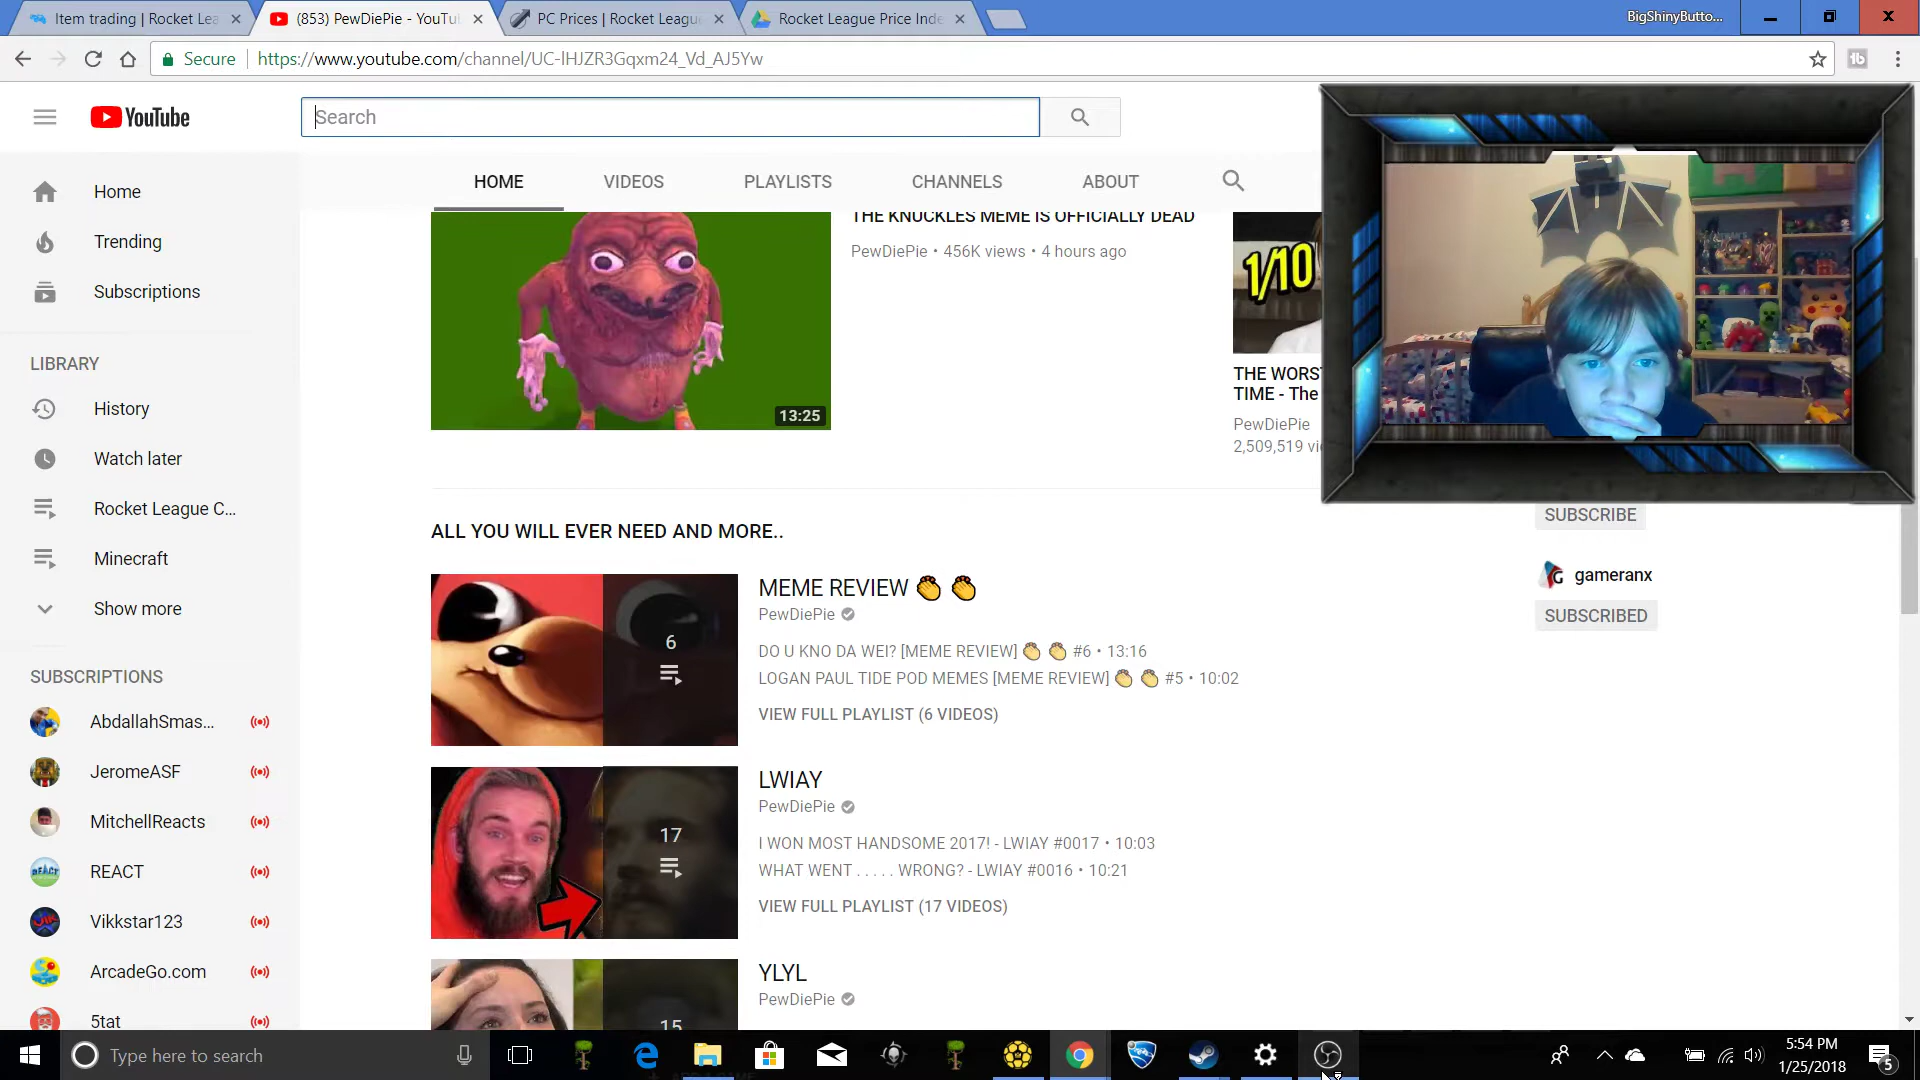 Item trading | Rocket Lea
(853) PewDiePie - YouTu
PC Prices | Rocket Leagu
Rocket League Price Inde
BigShinyButto...
Secure
https://www.youtube.com/channel/UC-lHJZR3Gqxm24_Vd_AJ5Yw
YouTube
Search
HOME
VIDEOS
PLAYLISTS
CHANNELS
ABOUT
Home
Trending
Subscriptions
LIBRARY
History
Watch later
Rocket League C...
Minecraft
Show more
SUBSCRIPTIONS
AbdallahSmas...
JeromeASF
MitchellReacts
REACT
Vikkstar123
ArcadeGo.com
5tat
13:25
THE KNUCKLES MEME IS OFFICIALLY DEAD
PewDiePie • 456K views • 4 hours ago
1/10
THE WORS
TIME - The
PewDiePie
2,509,519 vi
ALL YOU WILL EVER NEED AND MORE..
6
MEME REVIEW 👏 👏
PewDiePie
DO U KNO DA WEI? [MEME REVIEW] 👏 👏 #6 • 13:16
LOGAN PAUL TIDE POD MEMES [MEME REVIEW] 👏 👏 #5 • 10:02
VIEW FULL PLAYLIST (6 VIDEOS)
17
LWIAY
PewDiePie
I WON MOST HANDSOME 2017! - LWIAY #0017 • 10:03
WHAT WENT . . . . . WRONG? - LWIAY #0016 • 10:21
VIEW FULL PLAYLIST (17 VIDEOS)
15
YLYL
PewDiePie
SUBSCRIBE
gameranx
SUBSCRIBED
Type here to search
5:54 PM
1/25/2018
5